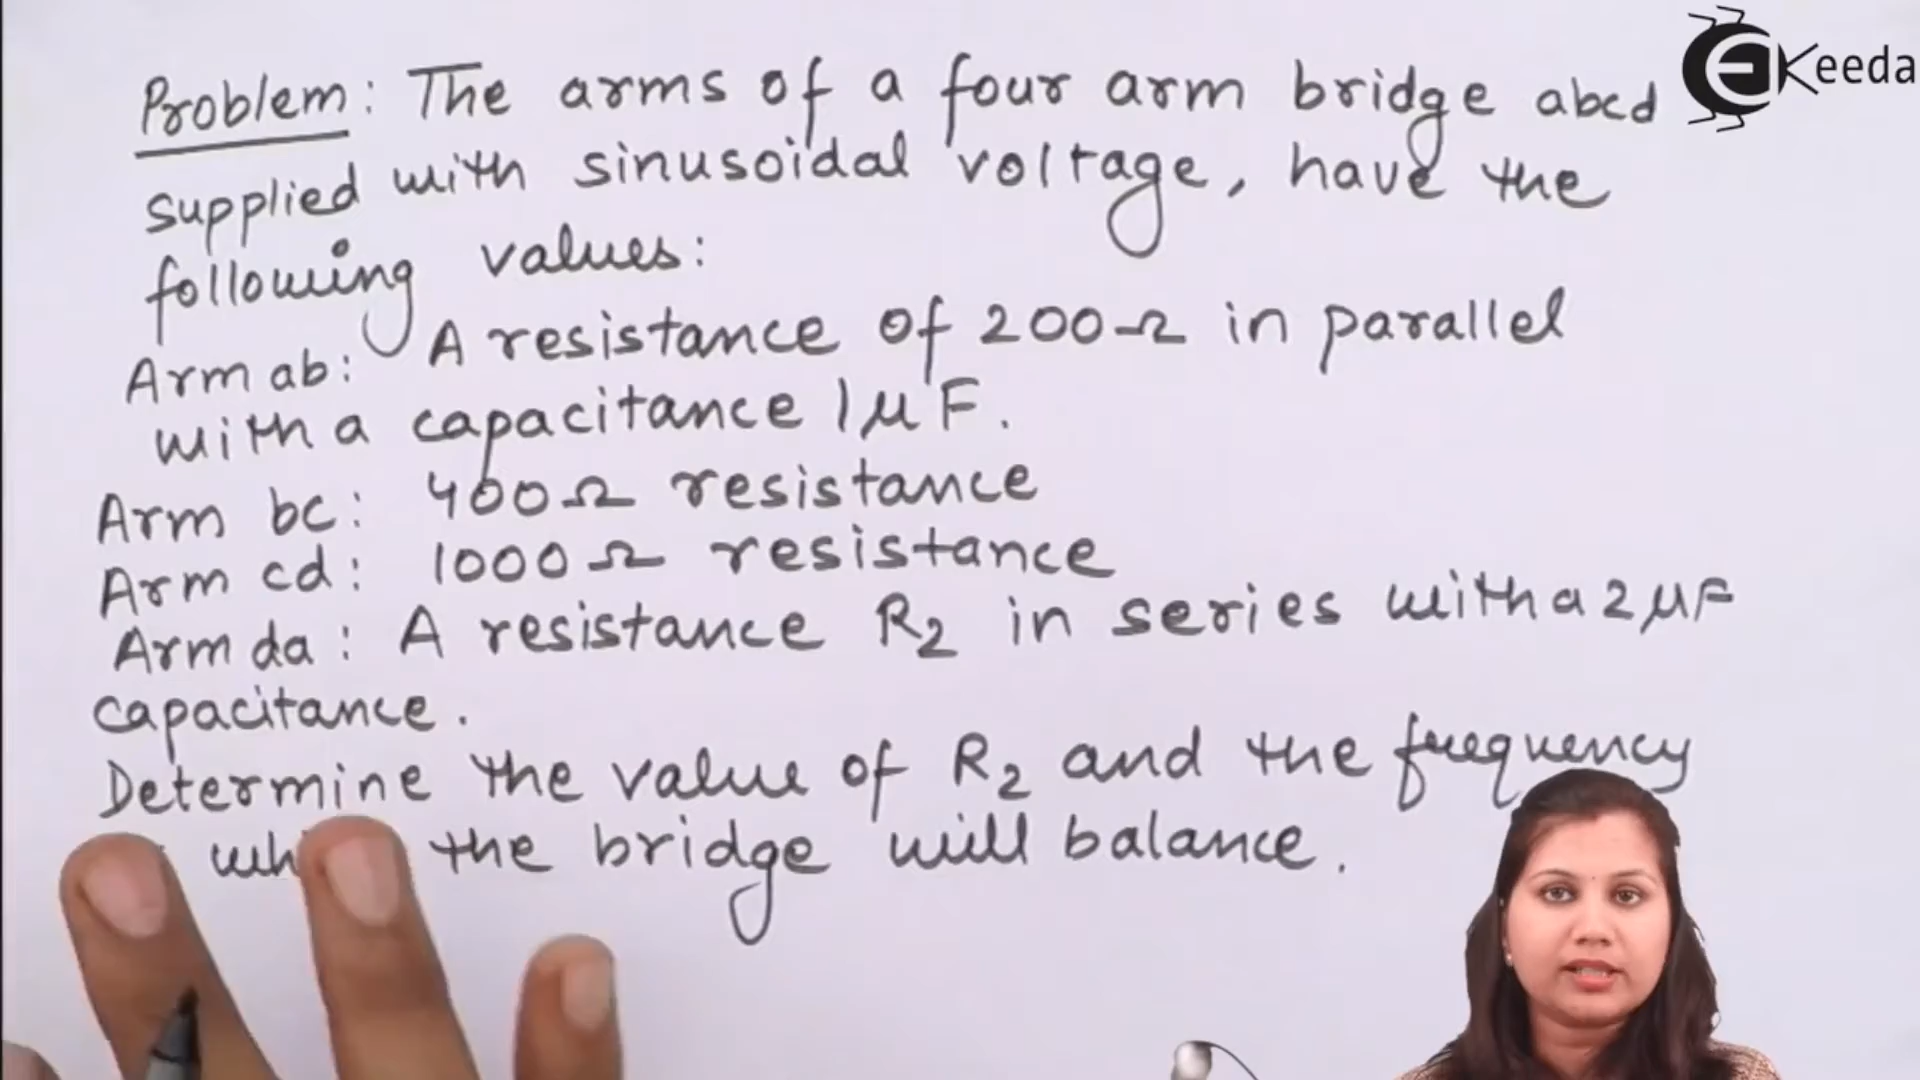 Problem: The arms of a four arm bridge abcd
supplied with sinusoidal voltage, have the
following values:
Arm ab: A resistance of 200Ω in parallel
with a capacitance 1μF.
Arm bc: 400Ω resistance
Arm cd: 1000Ω resistance
Arm da: A resistance R₂ in series with a 2μF
capacitance.
Determine the value of R₂ and the frequency
the bridge will balance.
EKeeda